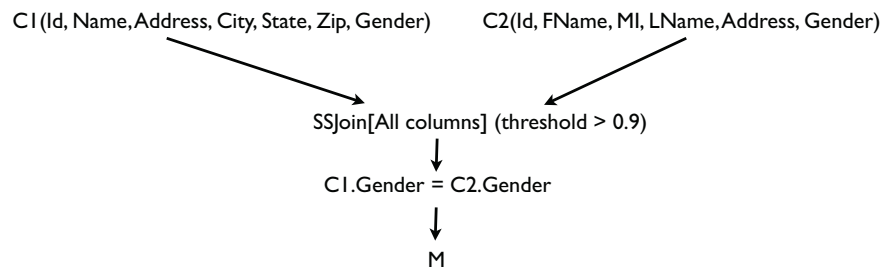 C1(Id, Name, Address, City, State, Zip, Gender)
C2(Id, FName, MI, LName, Address, Gender)
SSJoin[All columns] (threshold > 0.9)
C1.Gender = C2.Gender
M